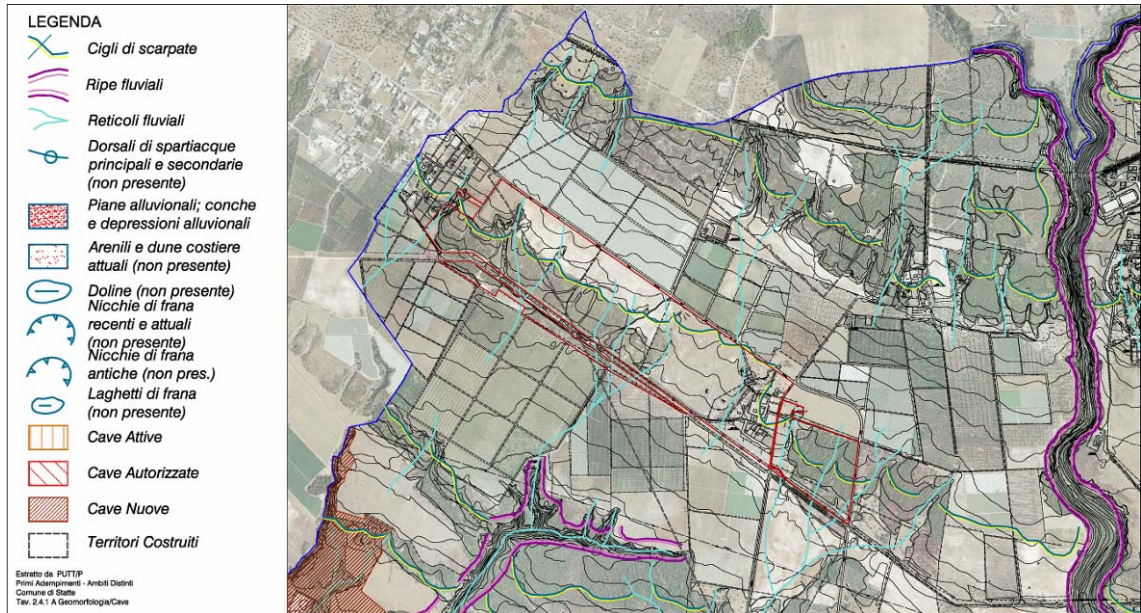 LEGENDA
Cigli di scarpate
Ripe fluviali
Reticoli fluviali
Dorsali di spartiacque
principali e secondarie
(non presente)
Piane alluvionali; conche
e depressioni alluvionali
Arenili e dune costiere
attuali (non presente)
Doline (non presente)
Nicchie di frana
recenti e attuali
(non presente)
Nicchie di frana
antiche (non pres.)
Laghetti di frana
(non presente)
Cave Attive
Cave Autorizzate
Cave Nuove
Territori Costruiti
Estratto da PUTT/P
Primi Adempimenti - Ambiti Distinti
Comune di Statte
Tav. 2.4.1 A Geomorfologia/Cave